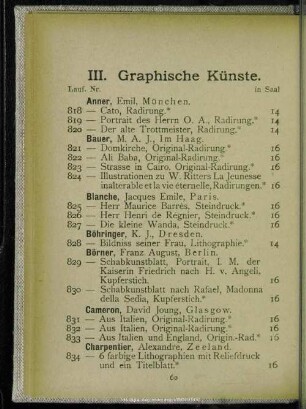 III. Graphische Künste.
Lauf. Nr. in Saal
Anner, Emil, München.
818 — Cato, Radirung.* 14
819 — Portrait des Herrn O. A., Radirung.* 14
820 — Der alte Trottmeister, Radirung.* 14
Bauer, M. A. J., Im Haag.
821 — Domkirche, Original-Radirung.* 16
822 — Ali Baba, Original-Radirung.* 16
823 — Strasse in Cairo, Original-Radirung.* 16
824 — Illustrationen zu W. Ritters La Jeunesse
inalterable et la vie éternelle, Radirungen.* 16
Blanche, Jacques Emile, Paris.
825 — Herr Maurice Barrès, Steindruck.* 16
826 — Herr Henri de Régnier, Steindruck.* 16
827 — Die kleine Wanda, Steindruck.* 16
Böhringer, K. J., Dresden.
828 — Bildniss seiner Frau, Lithographie.* 14
Börner, Franz August, Berlin.
829 — Schabkunstblatt, Portrait, I. M. der
Kaiserin Friedrich nach H. v. Angeli,
Kupferstich. 16
830 — Schabkunstblatt nach Rafael, Madonna
della Sedia, Kupferstich.* 16
Cameron, David Joung, Glasgow.
831 — Aus Italien, Original-Radirung.* 16
832 — Aus Italien, Original-Radirung.* 16
833 — Aus Italien und England, Origin.-Rad.* 16
Charpentier, Alexandre, Zeeland.
834 — 6 farbige Lithographien mit Reliefdruck
und ein Titelblatt.* 16
60